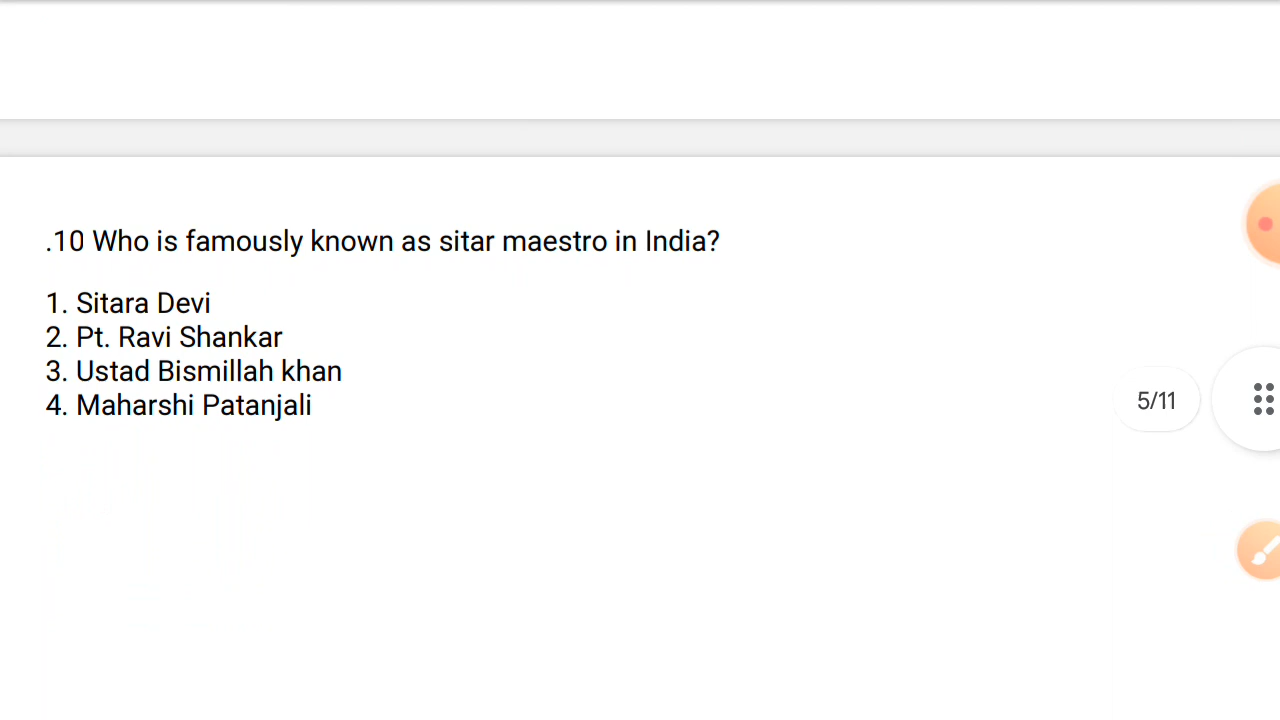 .10 Who is famously known as sitar maestro in India?
1. Sitara Devi
2. Pt. Ravi Shankar
3. Ustad Bismillah khan
4. Maharshi Patanjali
5/11